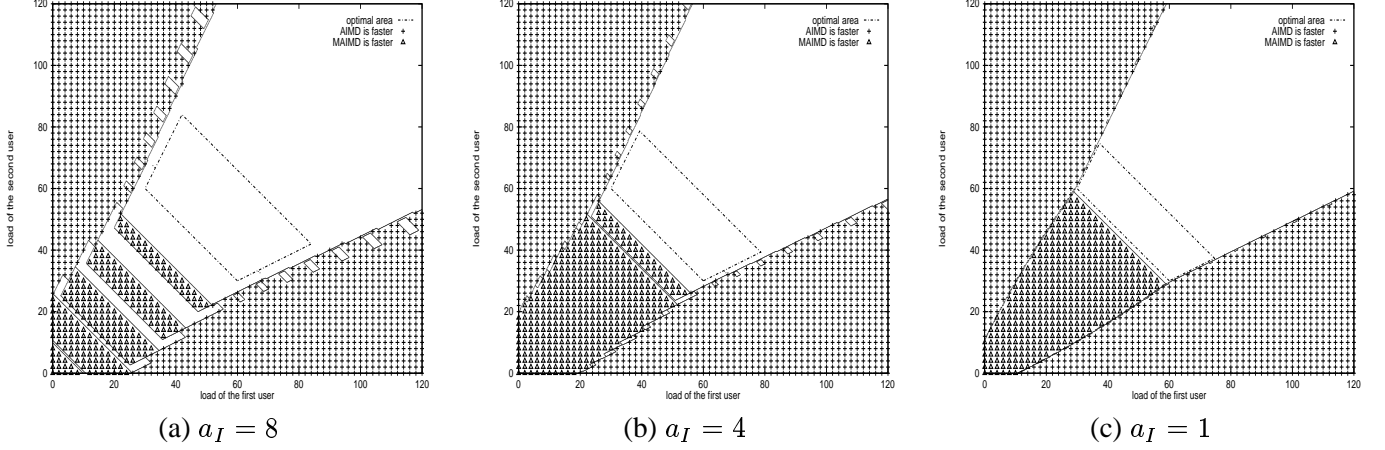 120
100
80
60
40
20
0
0 20 40 60 80 100 120
load of the second user
load of the first user
optimal area
AIMD is faster
MAIMD is faster
(a) a_I = 8
120
100
80
60
40
20
0
0 20 40 60 80 100 120
load of the second user
load of the first user
optimal area
AIMD is faster
MAIMD is faster
(b) a_I = 4
120
100
80
60
40
20
0
0 20 40 60 80 100 120
load of the second user
load of the first user
optimal area
AIMD is faster
MAIMD is faster
(c) a_I = 1